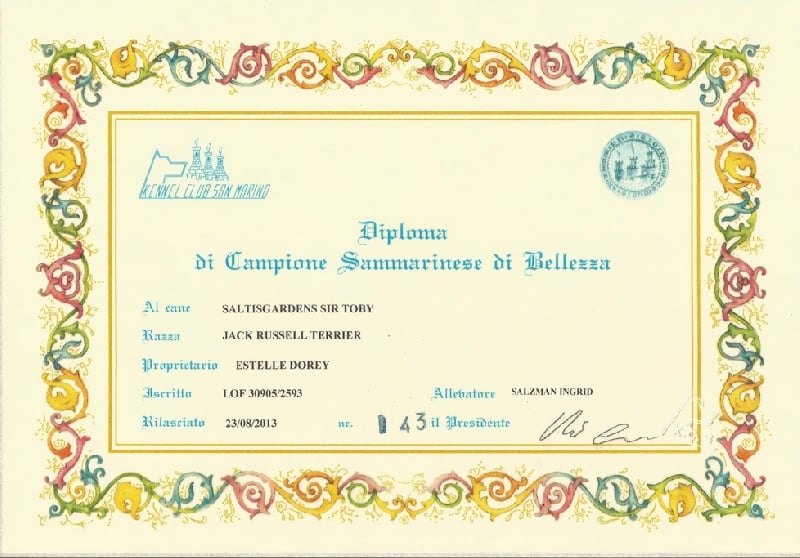 KENNEL CLUB SAN MARINO
Diploma
di Campione Sammarinese di Bellezza
Al cane SALTISGARDENS SIR TOBY
Razza JACK RUSSELL TERRIER
Proprietario ESTELLE DOREY
Iscritto LOF 30905/2593 Allevatore SALZMAN INGRID
Rilasciato 23/08/2013 nr. 43 il Presidente